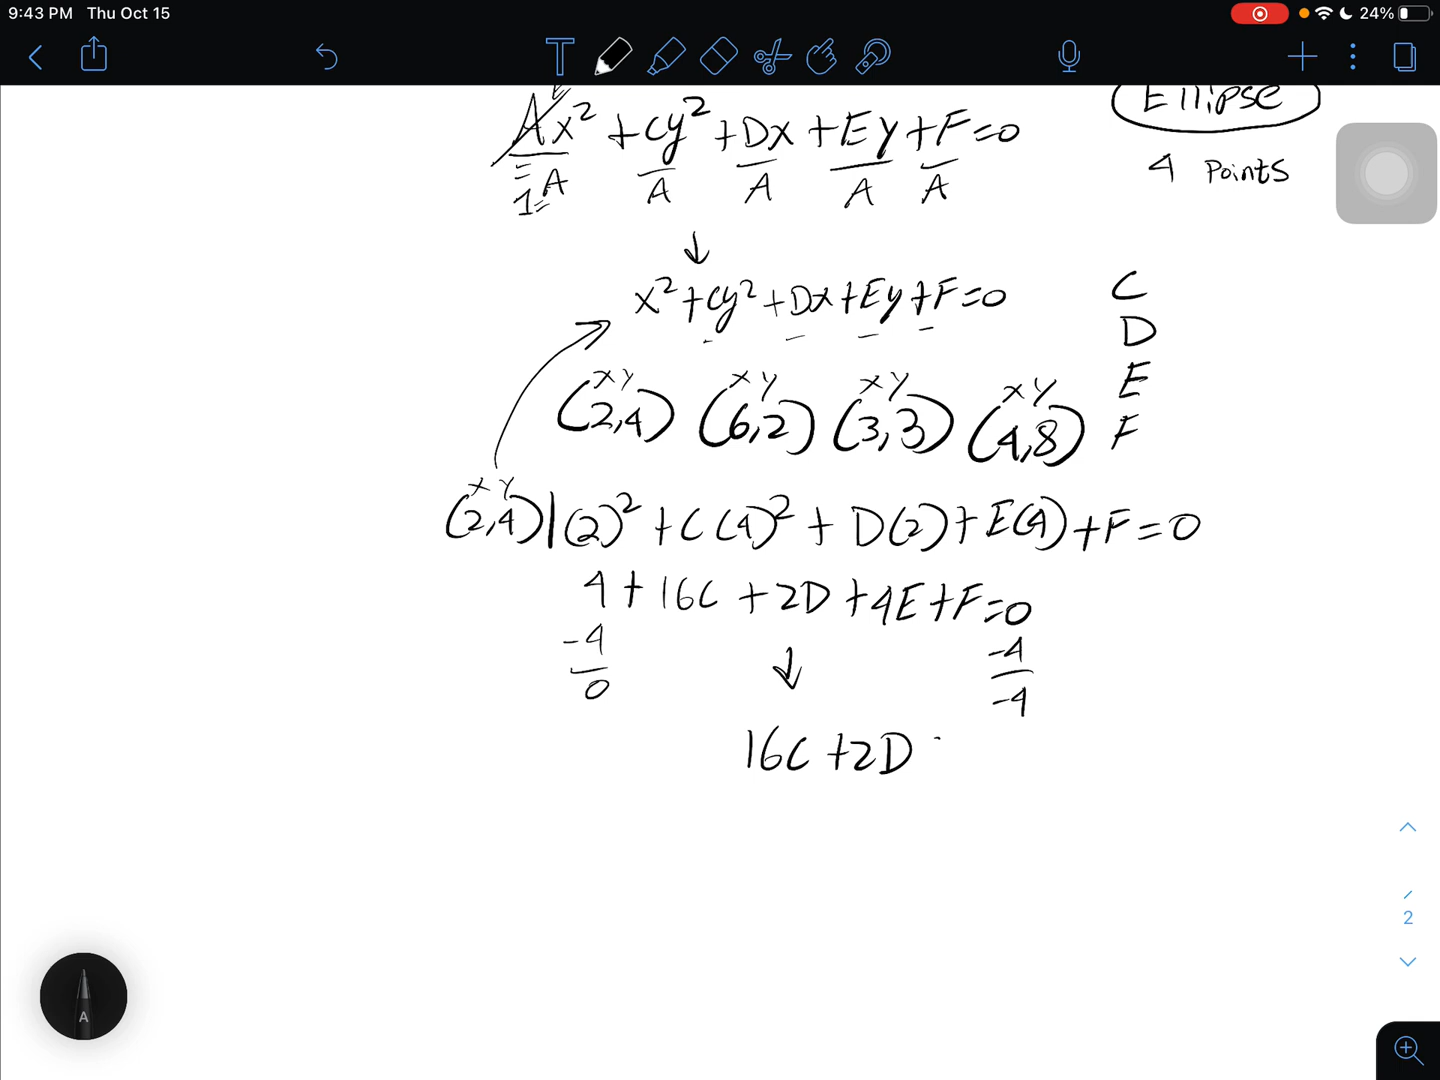 9:43 PM Thu Oct 15 24%
T
Ellipse
Ax² + Cy² + Dx + Ey + F = 0
A A A A A
= 1 =
4 Points
↓
x² + Cy² + Dx + Ey + F = 0
C
D
E
F
x y x y x y x y
(2,4) (6,2) (3,3) (4,8)
x y
(2,4) | (2)² + C(4)² + D(2) + E(4) + F = 0
4 + 16C + 2D + 4E + F = 0
-4 -4
0 ↓ -4
16C + 2D
2
A